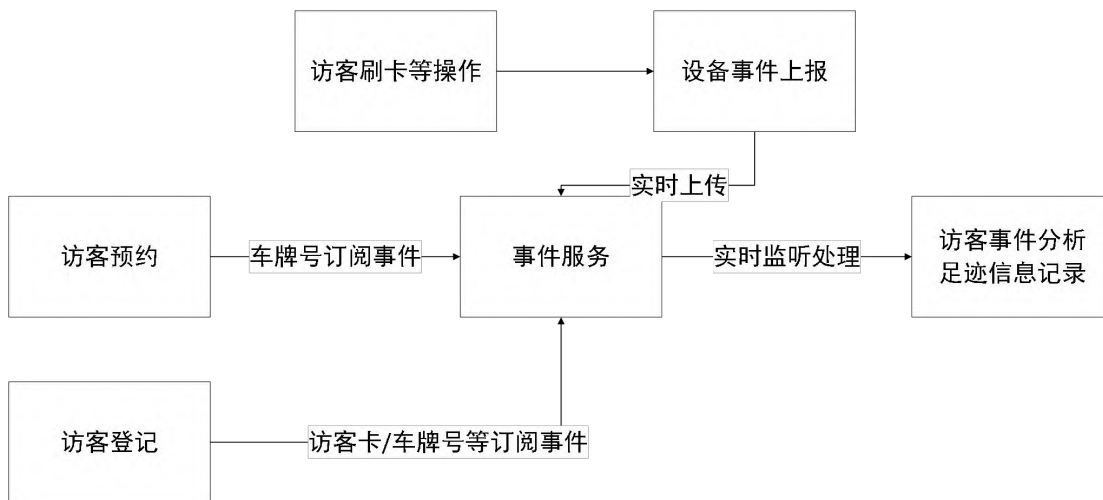 访客刷卡等操作
设备事件上报
实时上传
访客预约
车牌号订阅事件
事件服务
实时监听处理
访客事件分析
足迹信息记录
访客登记
访客卡/车牌号等订阅事件